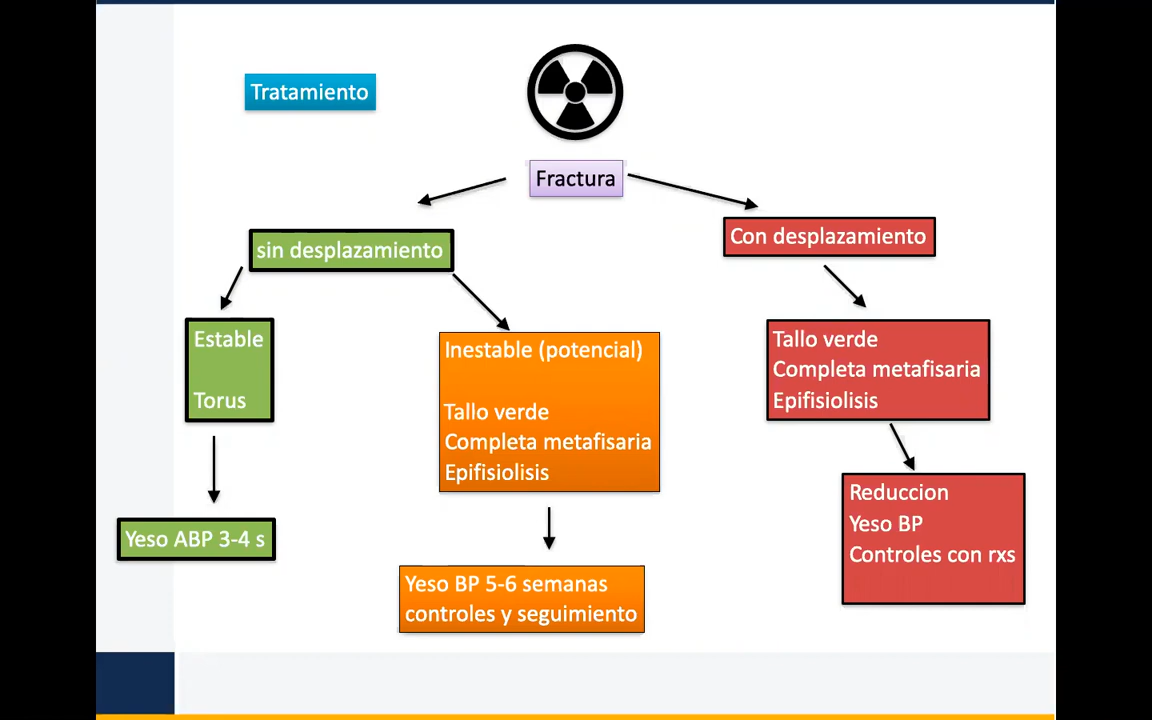 Tratamiento
Fractura
sin desplazamiento
Con desplazamiento
Estable
Torus
Inestable (potencial)
Tallo verde
Completa metafisaria
Epifisiolisis
Tallo verde
Completa metafisaria
Epifisiolisis
Yeso ABP 3-4 s
Yeso BP 5-6 semanas
controles y seguimiento
Reduccion
Yeso BP
Controles con rxs